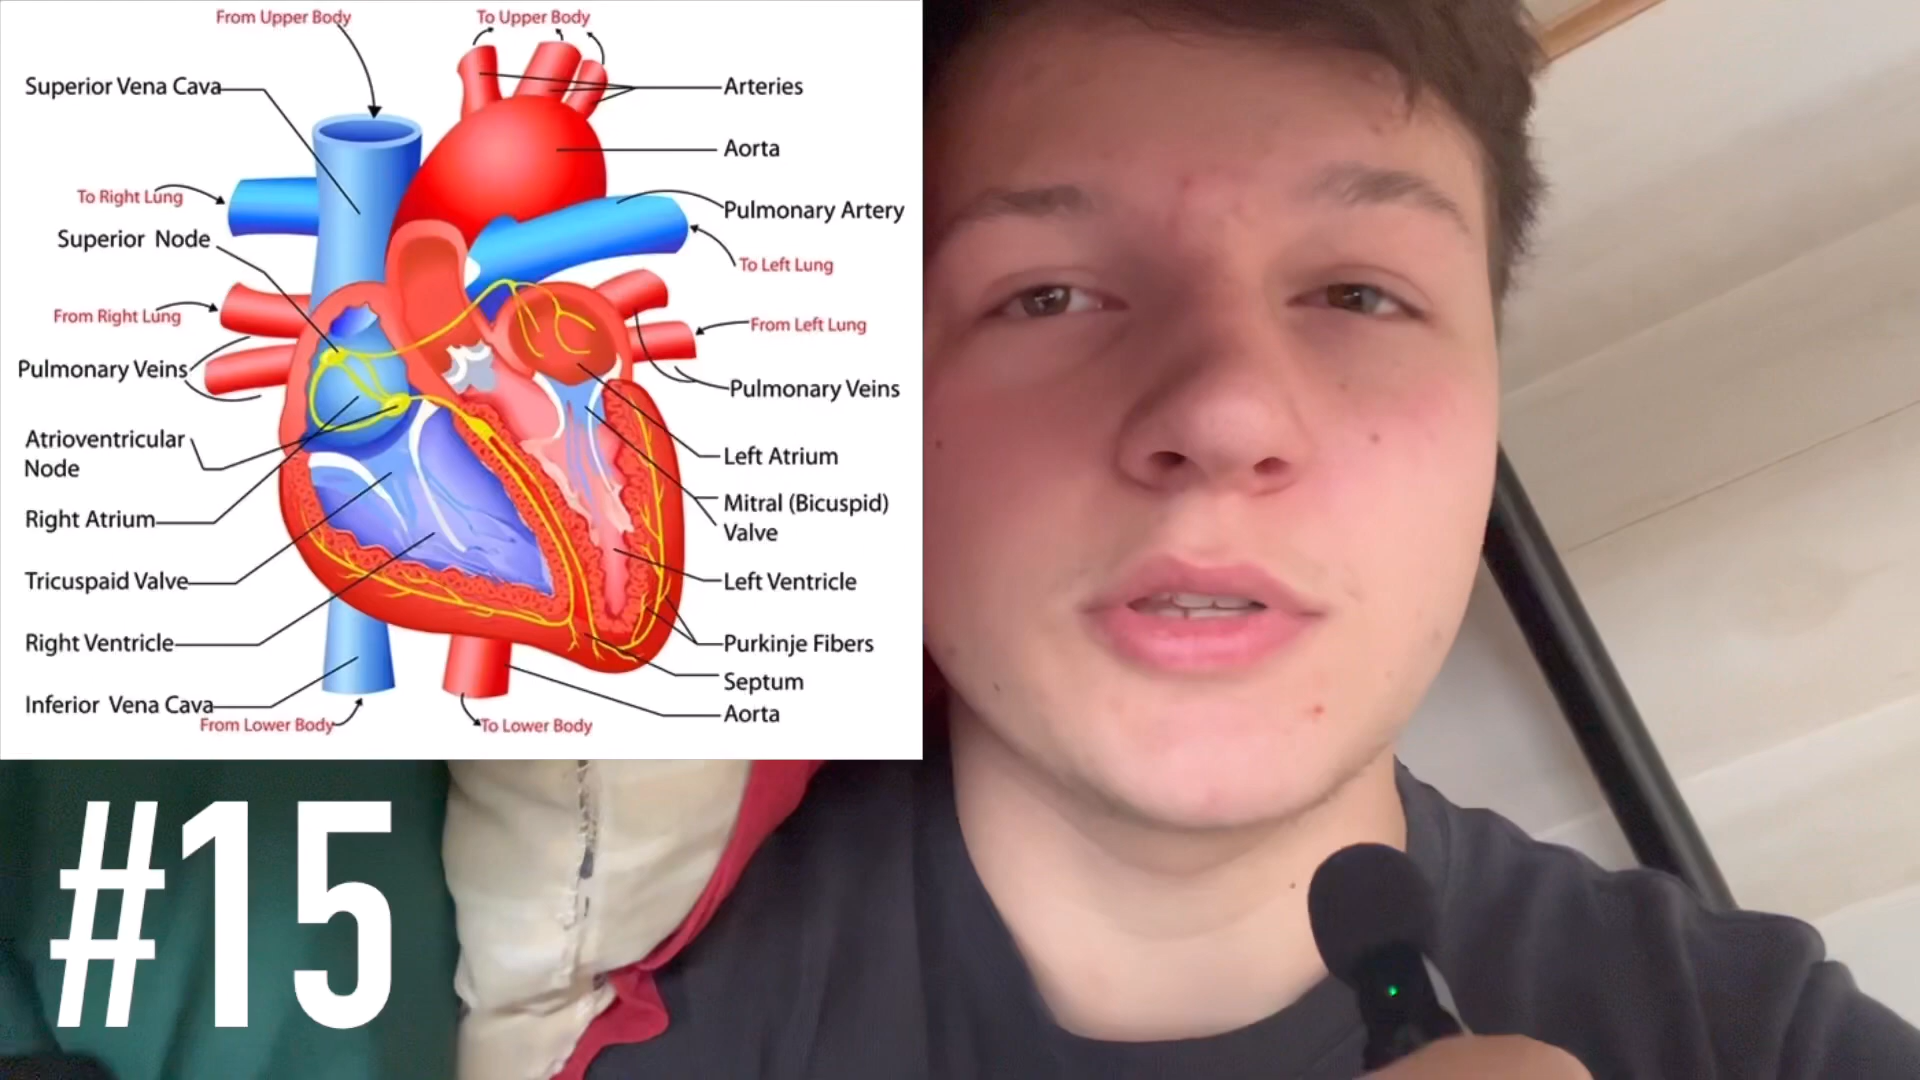 From Upper Body
To Upper Body
Superior Vena Cava
Arteries
Aorta
To Right Lung
Pulmonary Artery
Superior Node
To Left Lung
From Right Lung
From Left Lung
Pulmonary Veins
Pulmonary Veins
Atrioventricular
Node
Left Atrium
Right Atrium
Mitral (Bicuspid)
Valve
Tricuspaid Valve
Left Ventricle
Right Ventricle
Purkinje Fibers
Septum
Inferior Vena Cava
Aorta
From Lower Body
To Lower Body
#15